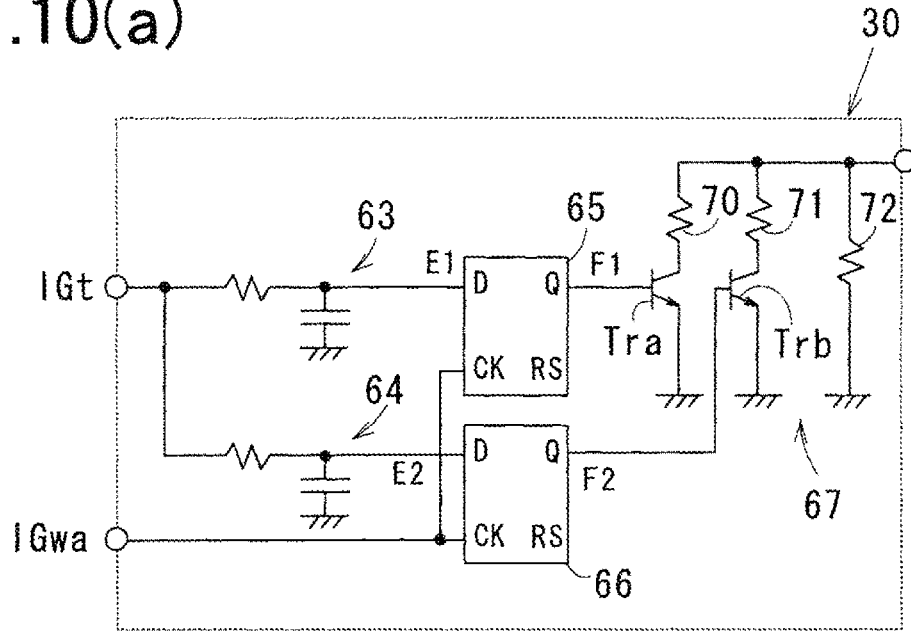 .10(a)
30
63
65
70
71
72
IGt
E1
D
Q
F1
Tra
Trb
CK
RS
64
E2
D
Q
F2
67
IGwa
CK
RS
66